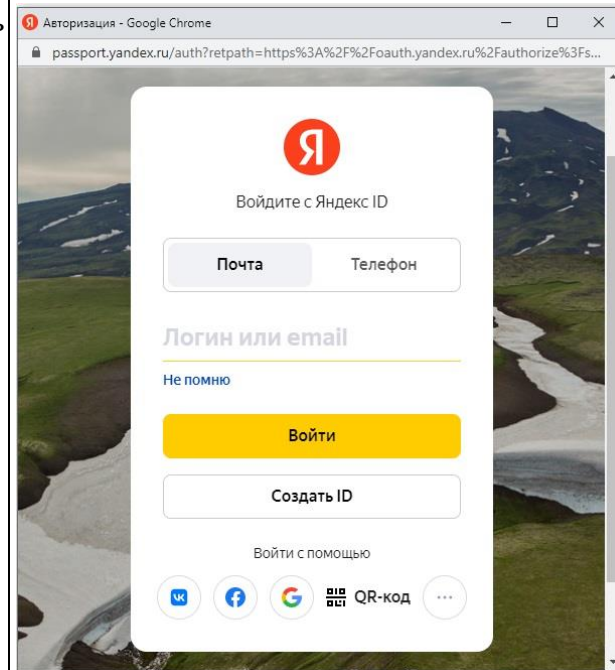 ь
Авторизация - Google Chrome
passport.yandex.ru/auth?retpath=https%3A%2F%2Foauth.yandex.ru%2Fauthorize%3Fs...
Я
Войдите с Яндекс ID
Почта Телефон
Логин или email
Не помню
Войти
Создать ID
Войти с помощью
QR-код